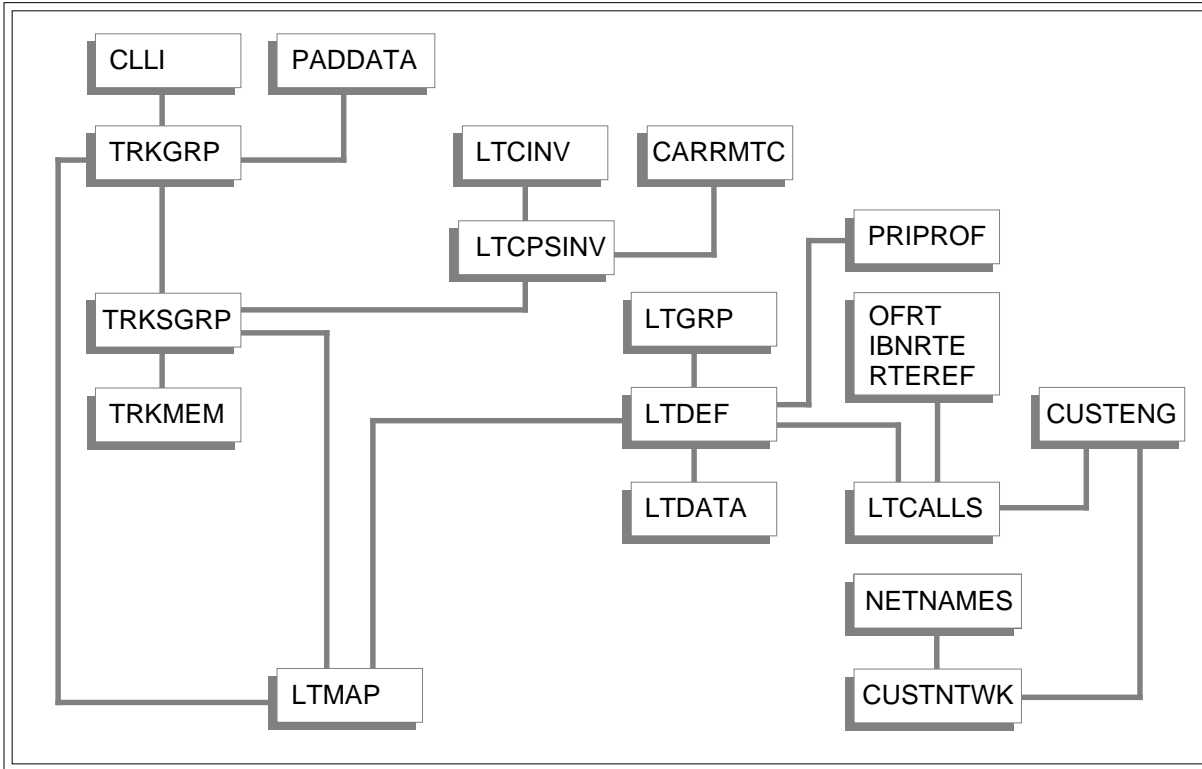 CLLI
PADDATA
TRKGRP
LTCINV
CARRMTC
LTCPSINV
PRIPROF
TRKSGRP
LTGRP
OFRT
IBNRTE
RTEREF
TRKMEM
LTDEF
CUSTENG
LTDATA
LTCALLS
NETNAMES
LTMAP
CUSTNTWK